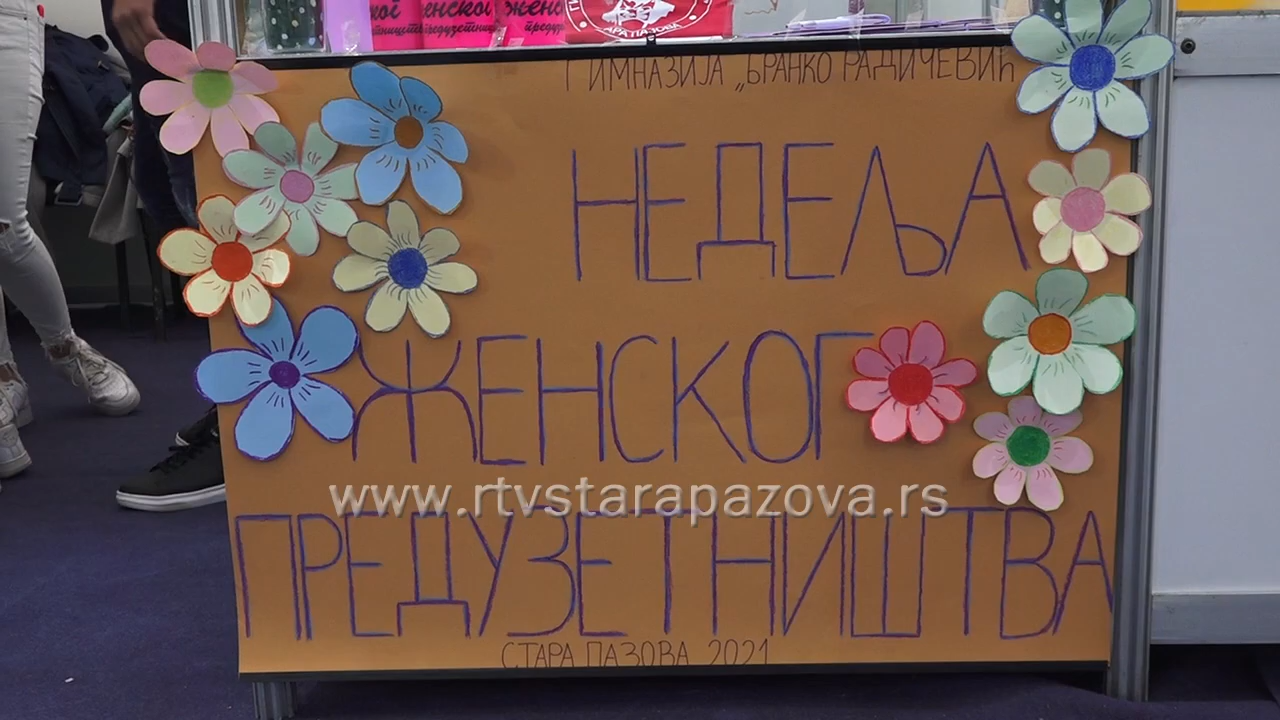 ГИМНАЗИЈА „БРАНКО РАДИЧЕВИЋ
НЕДЕЉА
ЖЕНСКОГ
www.rtvstarapazova.rs
ПРЕДУЗЕТНИШТВА
СТАРА ПАЗОВА 2021